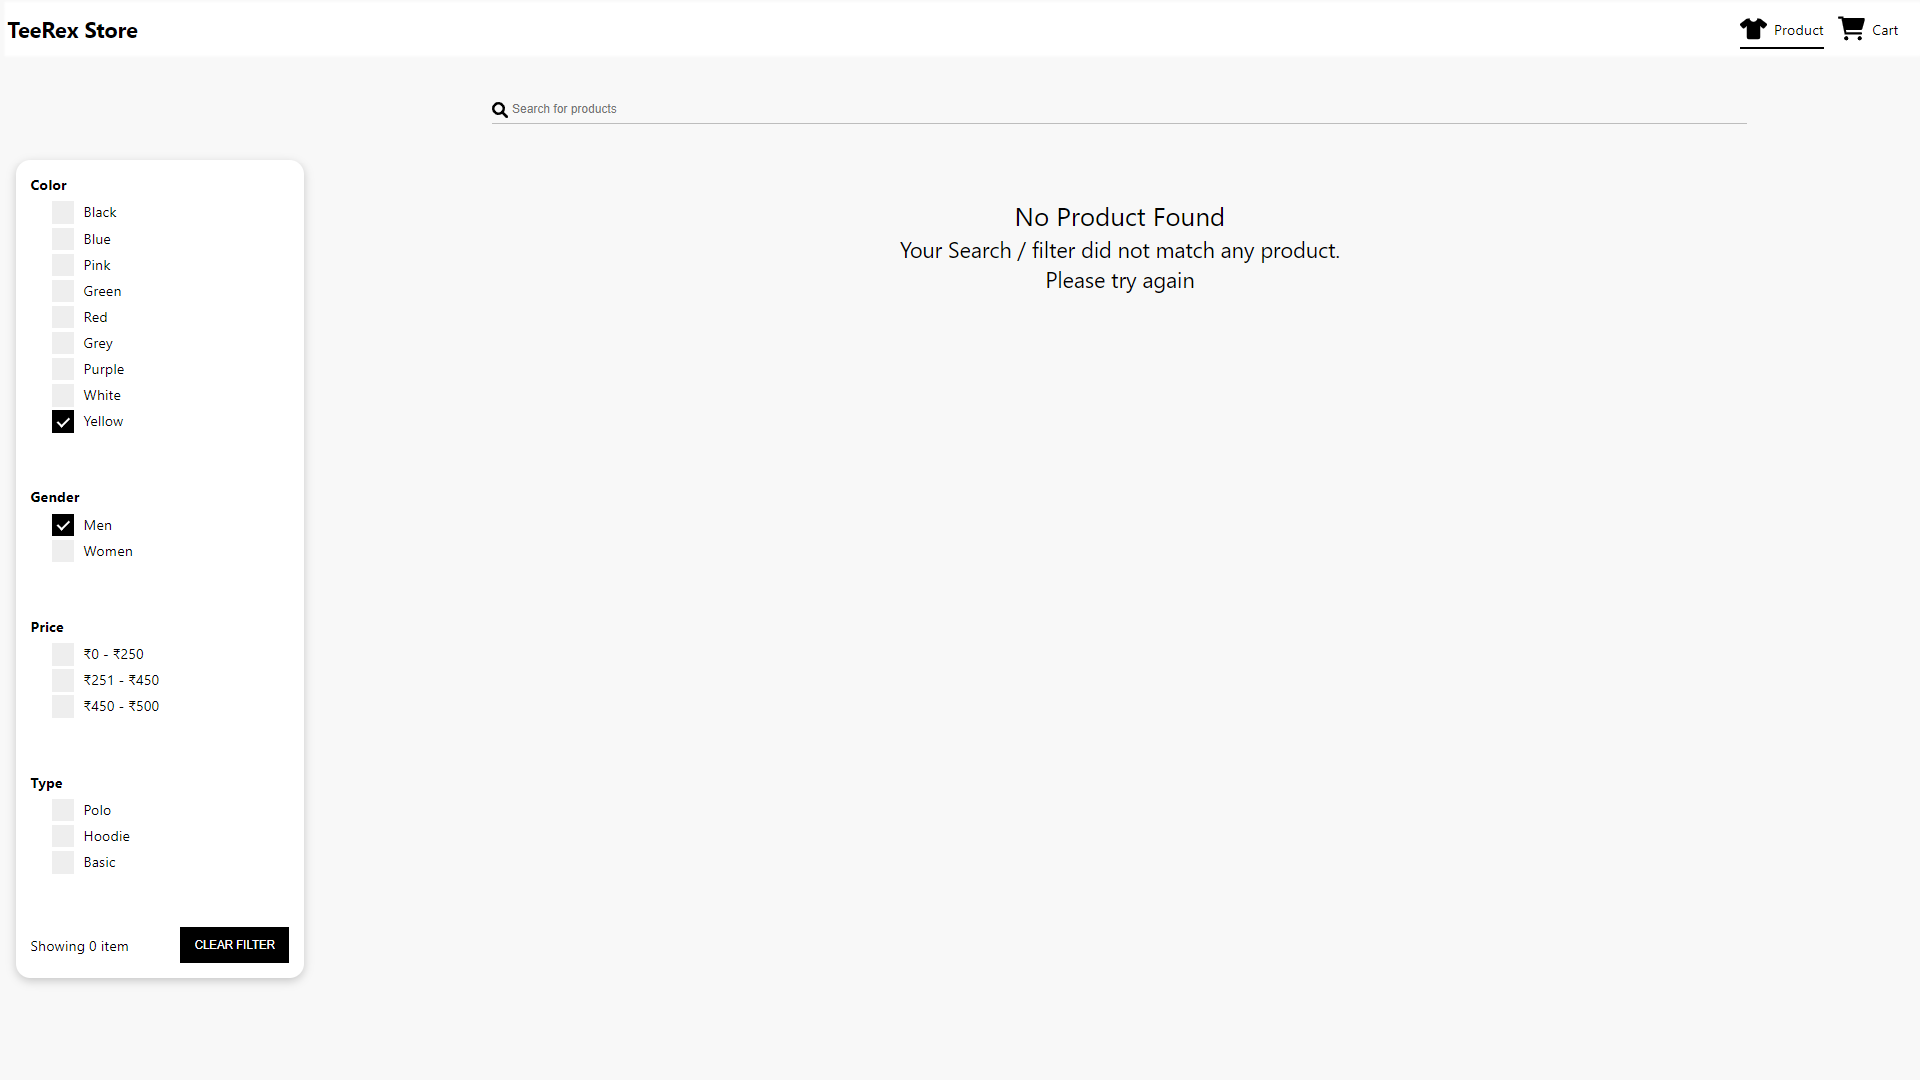 TeeRex Store
Product
Cart
Search for products
Color
Black
Blue
Pink
Green
Red
Grey
Purple
White
Yellow
Gender
Men
Women
Price
₹0 - ₹250
₹251 - ₹450
₹450 - ₹500
Type
Polo
Hoodie
Basic
Showing 0 item
CLEAR FILTER
No Product Found
Your Search / filter did not match any product.
Please try again